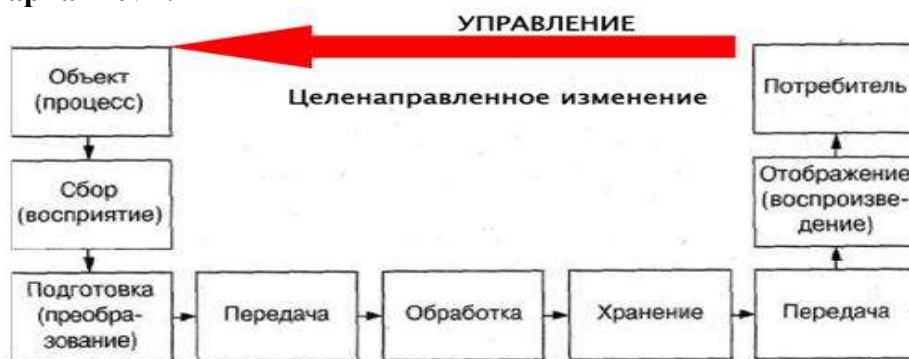 УПРАВЛЕНИЕ
Объект
(процесс)
Целенаправленное изменение
Потребитель
Сбор
(восприятие)
Отображение
(воспроизве-
дение)
Подготовка
(преобра-
зование)
Передача
Обработка
Хранение
Передача